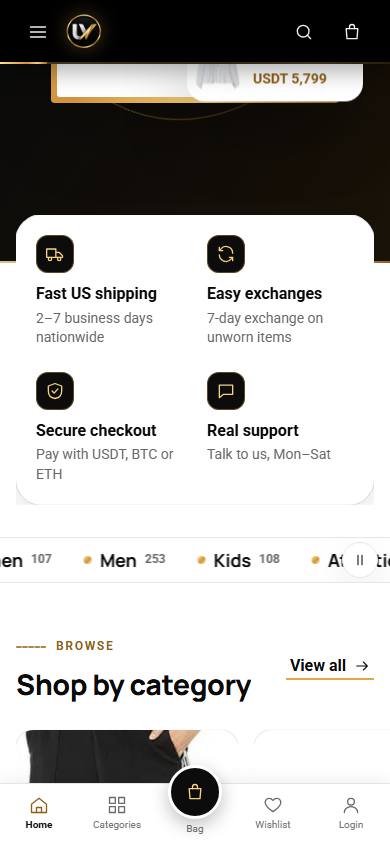 USDT 5,799
Fast US shipping
2–7 business days
nationwide
Easy exchanges
7-day exchange on
unworn items
Secure checkout
Pay with USDT, BTC or
ETH
Real support
Talk to us, Mon–Sat
en 107 Men 253 Kids 108
BROWSE
Shop by category
View all
Home
Categories
Bag
Wishlist
Login